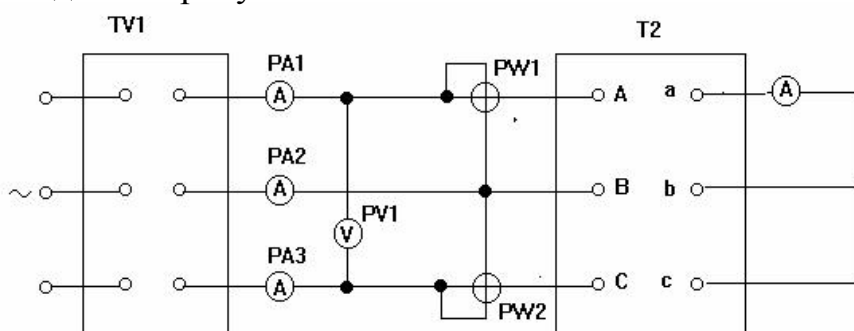 TV1 T2
PA1 PW1
A A a A
PA2
~ A B b
PV1
V
PA3
A C c
PW2